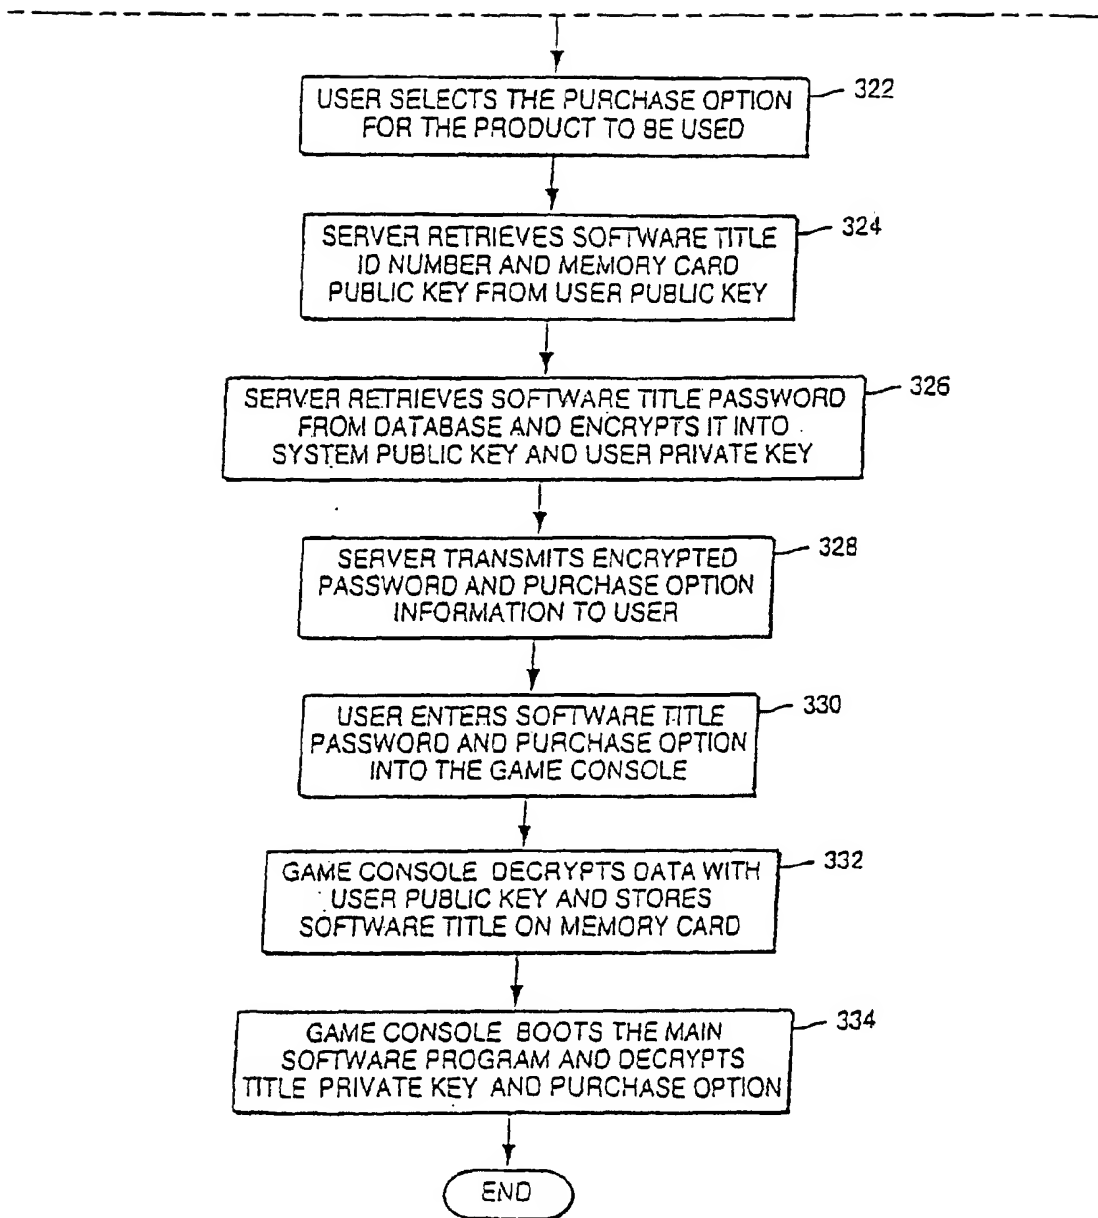 USER SELECTS THE PURCHASE OPTION
FOR THE PRODUCT TO BE USED
322
SERVER RETRIEVES SOFTWARE TITLE
ID NUMBER AND MEMORY CARD
PUBLIC KEY FROM USER PUBLIC KEY
324
SERVER RETRIEVES SOFTWARE TITLE PASSWORD
FROM DATABASE AND ENCRYPTS IT INTO
SYSTEM PUBLIC KEY AND USER PRIVATE KEY
326
SERVER TRANSMITS ENCRYPTED
PASSWORD AND PURCHASE OPTION
INFORMATION TO USER
328
USER ENTERS SOFTWARE TITLE
PASSWORD AND PURCHASE OPTION
INTO THE GAME CONSOLE
330
GAME CONSOLE DECRYPTS DATA WITH
USER PUBLIC KEY AND STORES
SOFTWARE TITLE ON MEMORY CARD
332
GAME CONSOLE BOOTS THE MAIN
SOFTWARE PROGRAM AND DECRYPTS
TITLE PRIVATE KEY AND PURCHASE OPTION
334
END